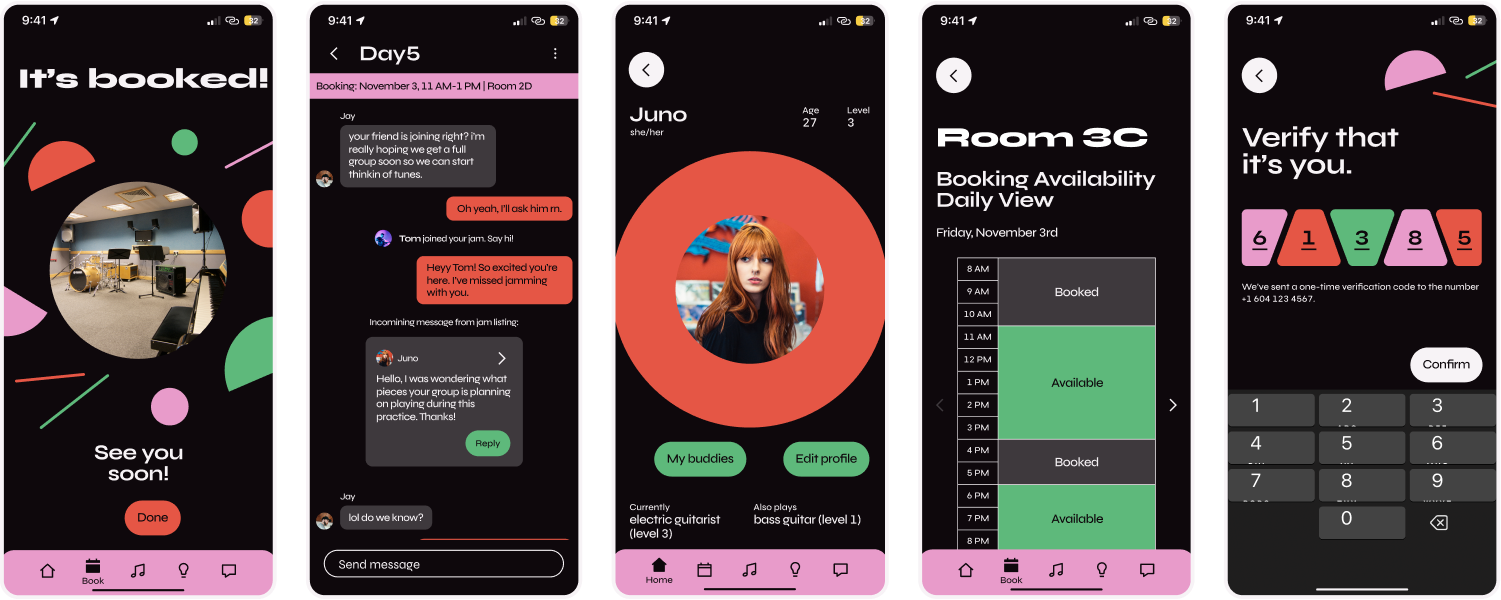 9:41
32
It's booked!
See you
soon!
Done
Book
9:41
32
Day5
Booking: November 3, 11 AM-1 PM | Room 2D
Jay
your friend is joining right? i'm
really hoping we get a full
group soon so we can start
thinkin of tunes.
Oh yeah, I'll ask him rn.
Tom joined your jam. Say hi!
Heyy Tom! So excited you're
here. I've missed jamming
with you.
Incomining message from jam listing:
Juno
Hello, I was wondering what
pieces your group is planning
on playing during this
practice. Thanks!
Reply
Jay
lol do we know?
Send message
9:41
32
Juno
she/her
Age
27
Level
3
My buddies
Edit profile
Currently
electric guitarist
(level 3)
Also plays
bass guitar (level 1)
Home
9:41
32
Room 3C
Booking Availability
Daily View
Friday, November 3rd
8 AM
9 AM
10 AM
Booked
11 AM
12 PM
1 PM
2 PM
3 PM
Available
4 PM
5 PM
Booked
6 PM
7 PM
8 PM
Available
Book
9:41
32
Verify that
it's you.
6 1 3 8 5
We've sent a one-time verification code to the number
+1 604 123 4567.
Confirm
1 2 3
4 5 6
7 8 9
0